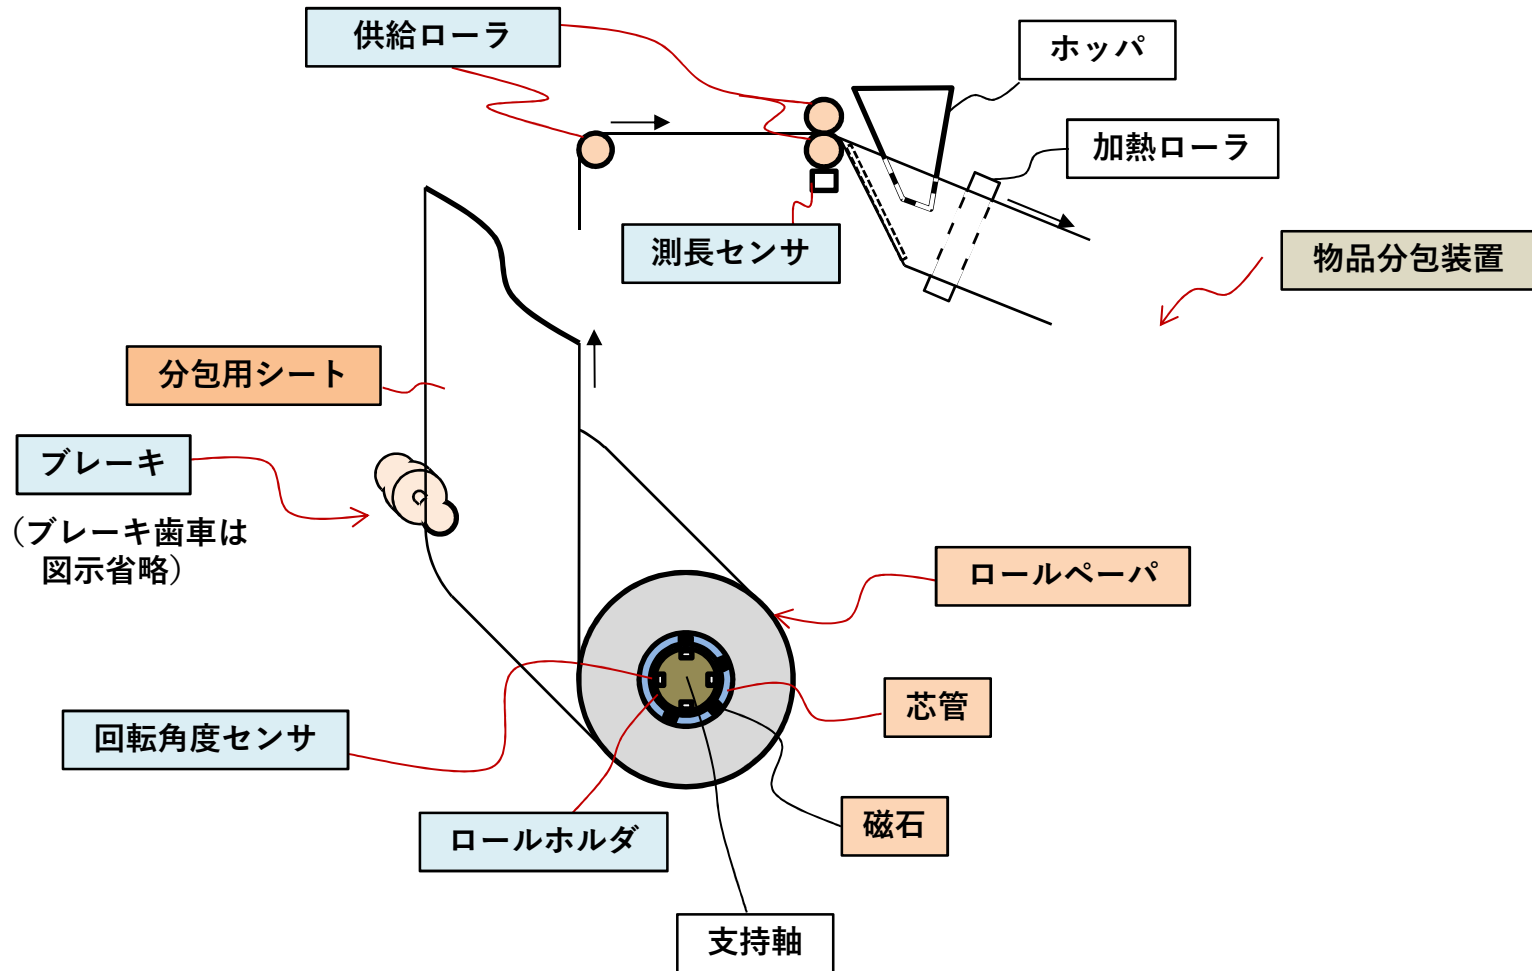 供給ローラ
ホッパ
加熱ローラ
測長センサ
物品分包装置
分包用シート
ブレーキ
（ブレーキ歯車は
図示省略）
ロールペーパ
芯管
回転角度センサ
磁石
ロールホルダ
支持軸